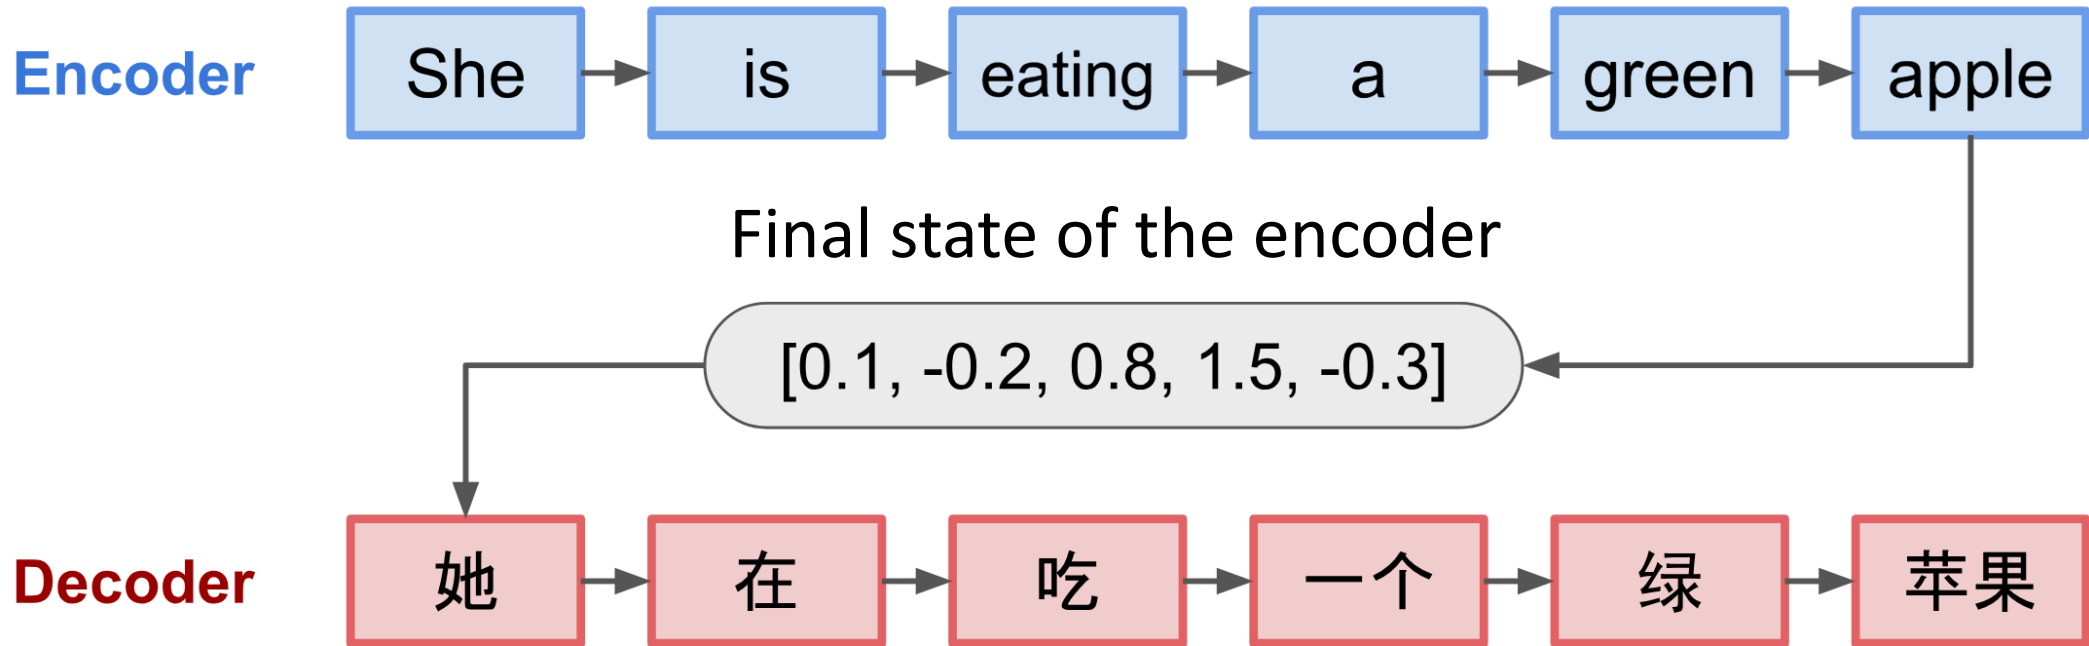 Encoder She is eating a green apple
Final state of the encoder
[0.1, -0.2, 0.8, 1.5, -0.3]
Decoder 她 在 吃 一个 绿 苹果